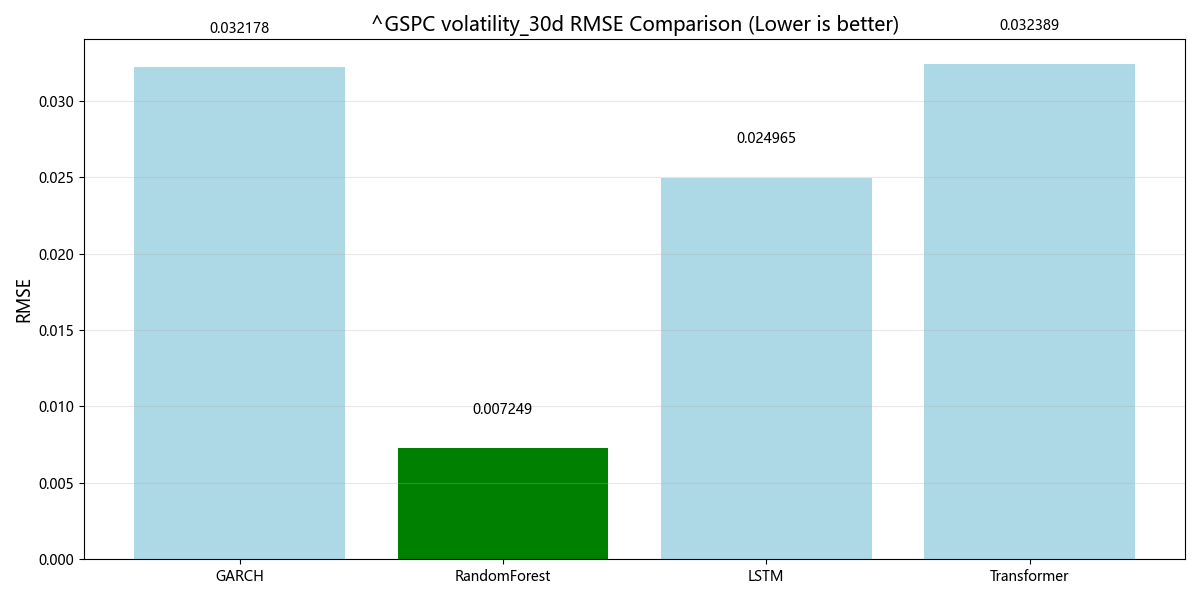 ^GSPC volatility_30d RMSE Comparison (Lower is better)
0.032178
0.032389
0.024965
0.007249
RMSE
0.030
0.025
0.020
0.015
0.010
0.005
0.000
GARCH
RandomForest
LSTM
Transformer